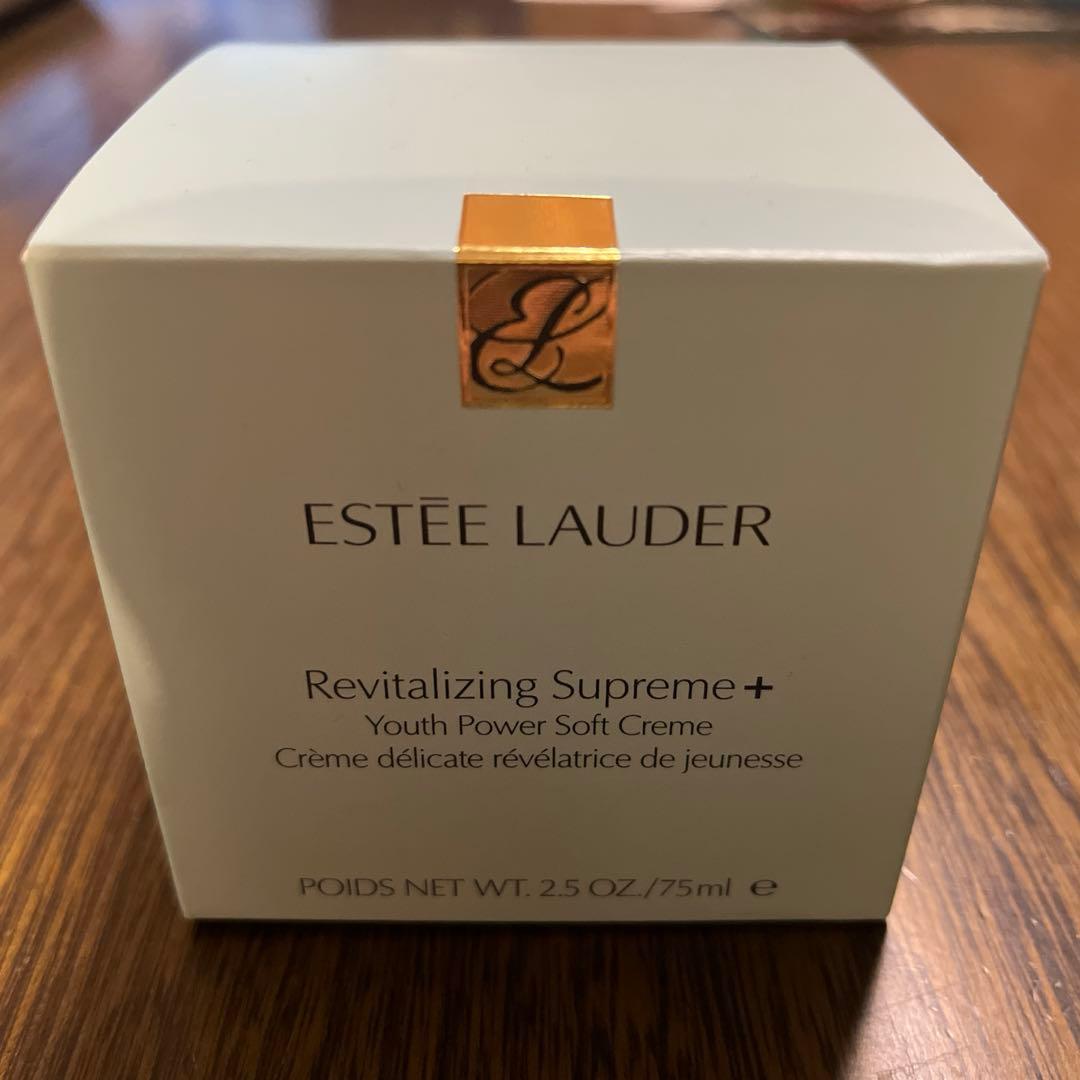 EL
ESTĒE LAUDER
Revitalizing Supreme+
Youth Power Soft Creme
Crème délicate révélatrice de jeunesse
POIDS NET WT. 2.5 OZ./75ml ℮